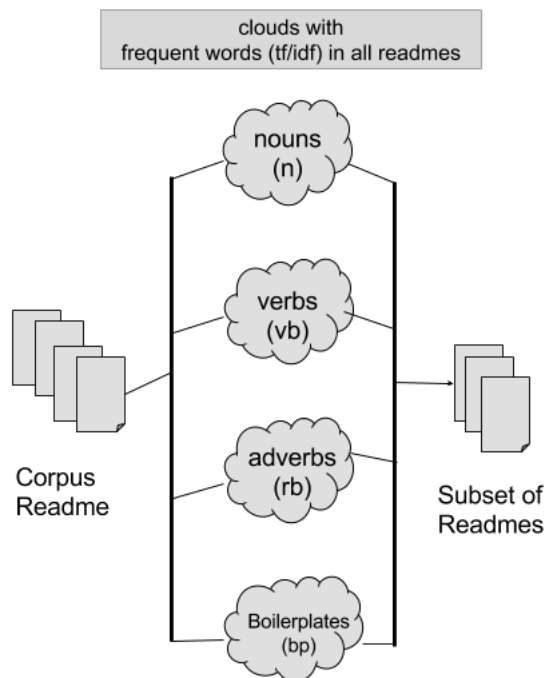 clouds with
frequent words (tf/idf) in all readmes
nouns
(n)
verbs
(vb)
adverbs
(rb)
Boilerplates
(bp)
Corpus
Readme
Subset of
Readmes